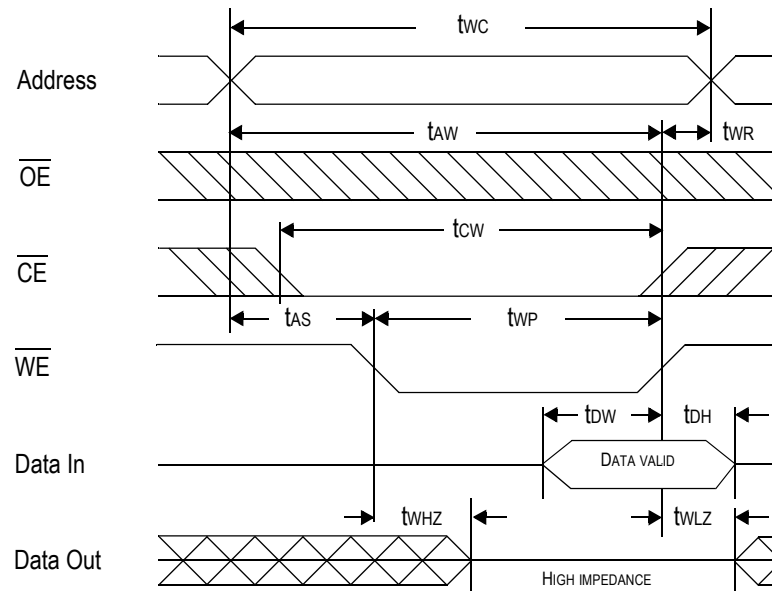 tWC
Address
tAW
tWR
OE
tCW
CE
tAS
tWP
WE
tDW
tDH
Data In
DATA VALID
tWHZ
tWLZ
Data Out
HIGH IMPEDANCE